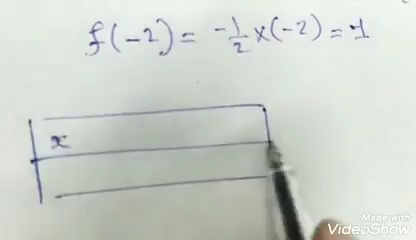 f(-2) = -1/2 x(-2) = 1
x
Made with
VideoShow